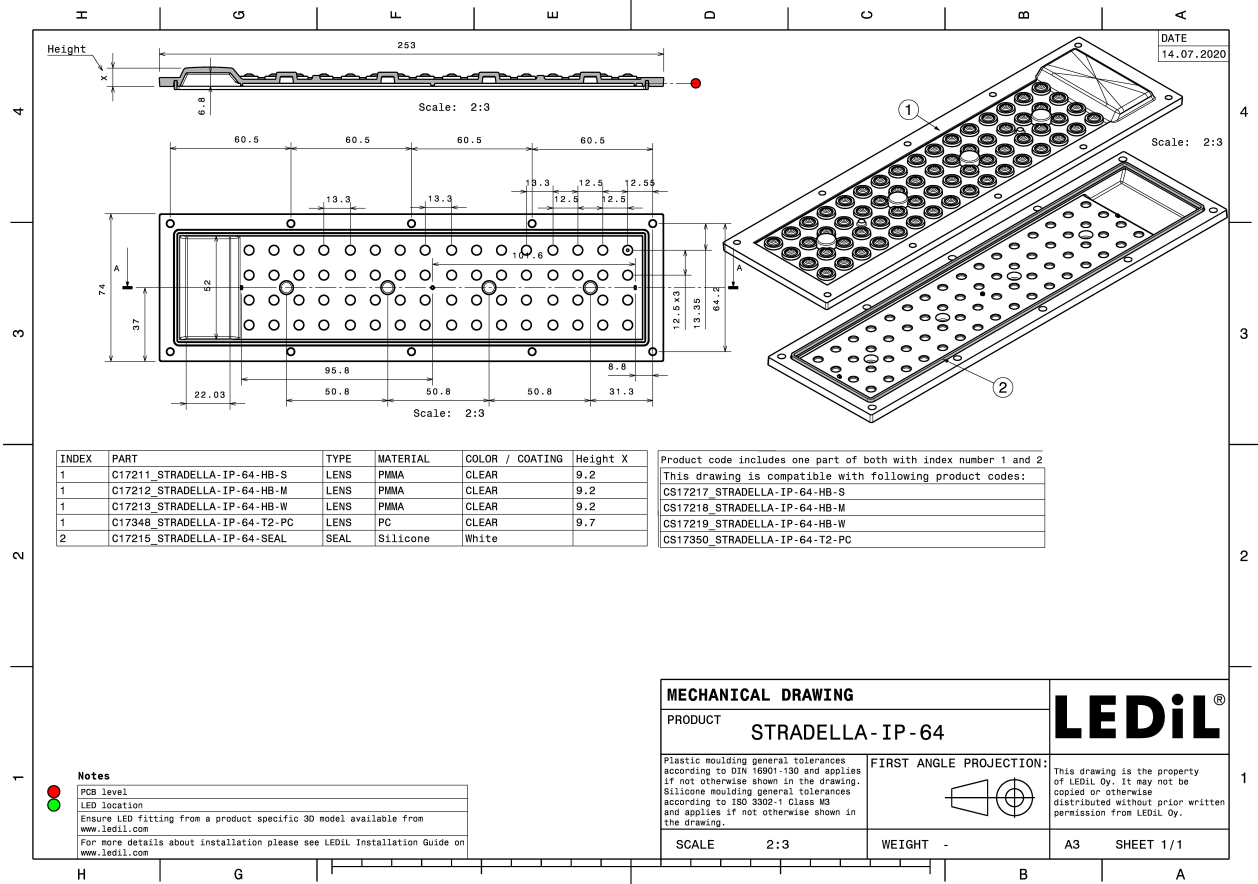 H G F E D C B A
DATE
14.07.2020
Height
253
X
6.8
Scale: 2:3
4
4
1
Scale: 2:3
60.5 60.5 60.5 60.5
13.3 12.5 12.55
13.3 13.3 12.5 12.5
101.6
A
A
74
37
52
12.5x3
13.35
64.2
3
3
95.8
8.8
22.03
50.8 50.8 50.8 31.3
Scale: 2:3
2
INDEX PART TYPE MATERIAL COLOR / COATING Height X
1 C17211_STRADELLA-IP-64-HB-S LENS PMMA CLEAR 9.2
1 C17212_STRADELLA-IP-64-HB-M LENS PMMA CLEAR 9.2
1 C17213_STRADELLA-IP-64-HB-W LENS PMMA CLEAR 9.2
1 C17348_STRADELLA-IP-64-T2-PC LENS PC CLEAR 9.7
2 C17215_STRADELLA-IP-64-SEAL SEAL Silicone White
Product code includes one part of both with index number 1 and 2
This drawing is compatible with following product codes:
CS17217_STRADELLA-IP-64-HB-S
CS17218_STRADELLA-IP-64-HB-M
CS17219_STRADELLA-IP-64-HB-W
CS17350_STRADELLA-IP-64-T2-PC
2
2
MECHANICAL DRAWING
PRODUCT
STRADELLA-IP-64
LEDiL®
Plastic moulding general tolerances
according to DIN 16901-130 and applies
if not otherwise shown in the drawing.
Silicone moulding general tolerances
according to ISO 3302-1 Class M3
and applies if not otherwise shown in
the drawing.
FIRST ANGLE PROJECTION:
This drawing is the property
of LEDiL Oy. It may not be
copied or otherwise
distributed without prior written
permission from LEDiL Oy.
SCALE 2:3
WEIGHT -
A3 SHEET 1/1
1
1
Notes
PCB level
LED location
Ensure LED fitting from a product specific 3D model available from
www.ledil.com
For more details about installation please see LEDiL Installation Guide on
www.ledil.com
H G B A